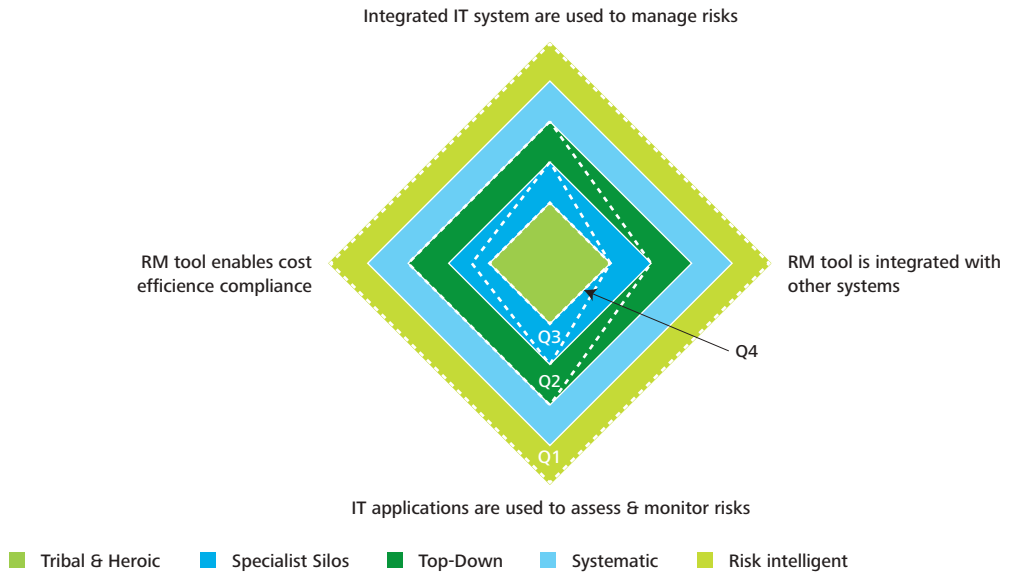 Integrated IT system are used to manage risks
RM tool enables cost
efficience compliance
RM tool is integrated with
other systems
Q3
Q4
Q2
Q1
IT applications are used to assess & monitor risks
Tribal & Heroic
Specialist Silos
Top-Down
Systematic
Risk intelligent